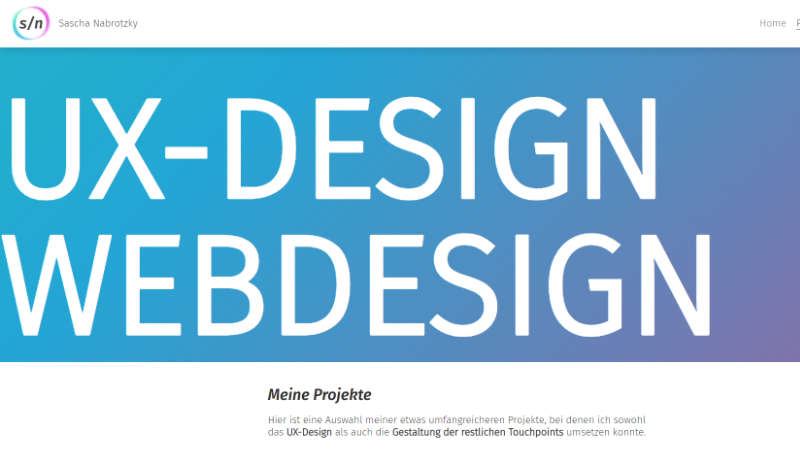 s/n Sascha Nabrotzky Home
UX-DESIGN
WEBDESIGN
Meine Projekte
Hier ist eine Auswahl meiner etwas umfangreicheren Projekte, bei denen ich sowohl
das UX-Design als auch die Gestaltung der restlichen Touchpoints umsetzen konnte.